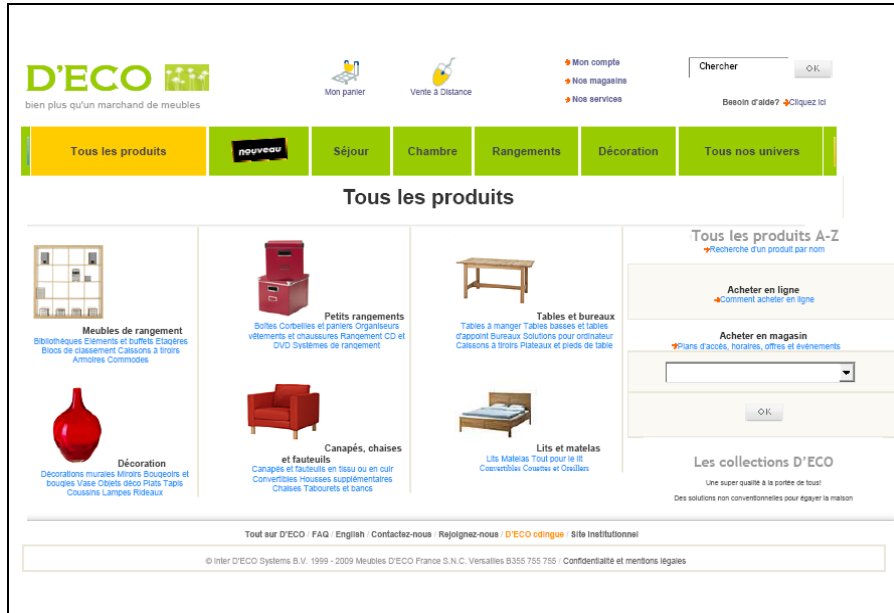 D'ECO
bien plus qu'un marchand de meubles
Mon panier
Vente à Distance
Mon compte
Nos magasins
Nos services
Chercher
OK
Besoin d'aide? Cliquez ici
Tous les produits
nouveau
Séjour
Chambre
Rangements
Décoration
Tous nos univers
Tous les produits
Meubles de rangement
Bibliothèques Eléments et buffets Etagères
Blocs de classement Caissons à tiroirs
Armoires Commodes
Petits rangements
Boîtes Corbeilles et paniers Organiseurs
vêtements et chaussures Rangement CD et
DVD Systèmes de rangement
Tables et bureaux
Tables à manger Tables basses et tables
d'appoint Bureaux Solutions pour ordinateur
Caissons à tiroirs Plateaux et pieds de table
Tous les produits A-Z
Recherche d'un produit par nom
Acheter en ligne
Comment acheter en ligne
Acheter en magasin
Plans d'accès, horaires, offres et événements
OK
Décoration
Décorations murales Miroirs Bougeoirs et
bougies Vase Objets déco Plats Tapis
Coussins Lampes Rideaux
Canapés, chaises
et fauteuils
Canapés et fauteuils en tissu ou en cuir
Convertibles Housses supplémentaires
Chaises Tabourets et bancs
Lits et matelas
Lits Matelas Tout pour le lit
Convertibles Couettes et Oreillers
Les collections D'ECO
Une super qualité à la portée de tous!
Des solutions non conventionnelles pour égayer la maison
Tout sur D'ECO / FAQ / English / Contactez-nous / Rejoignez-nous / D'ECO cdingue / Site Institutionnel
© Inter D'ECO Systems B.V. 1999 - 2009 Meubles D'ECO France S.N.C. Versailles B355 755 755 / Confidentialité et mentions légales